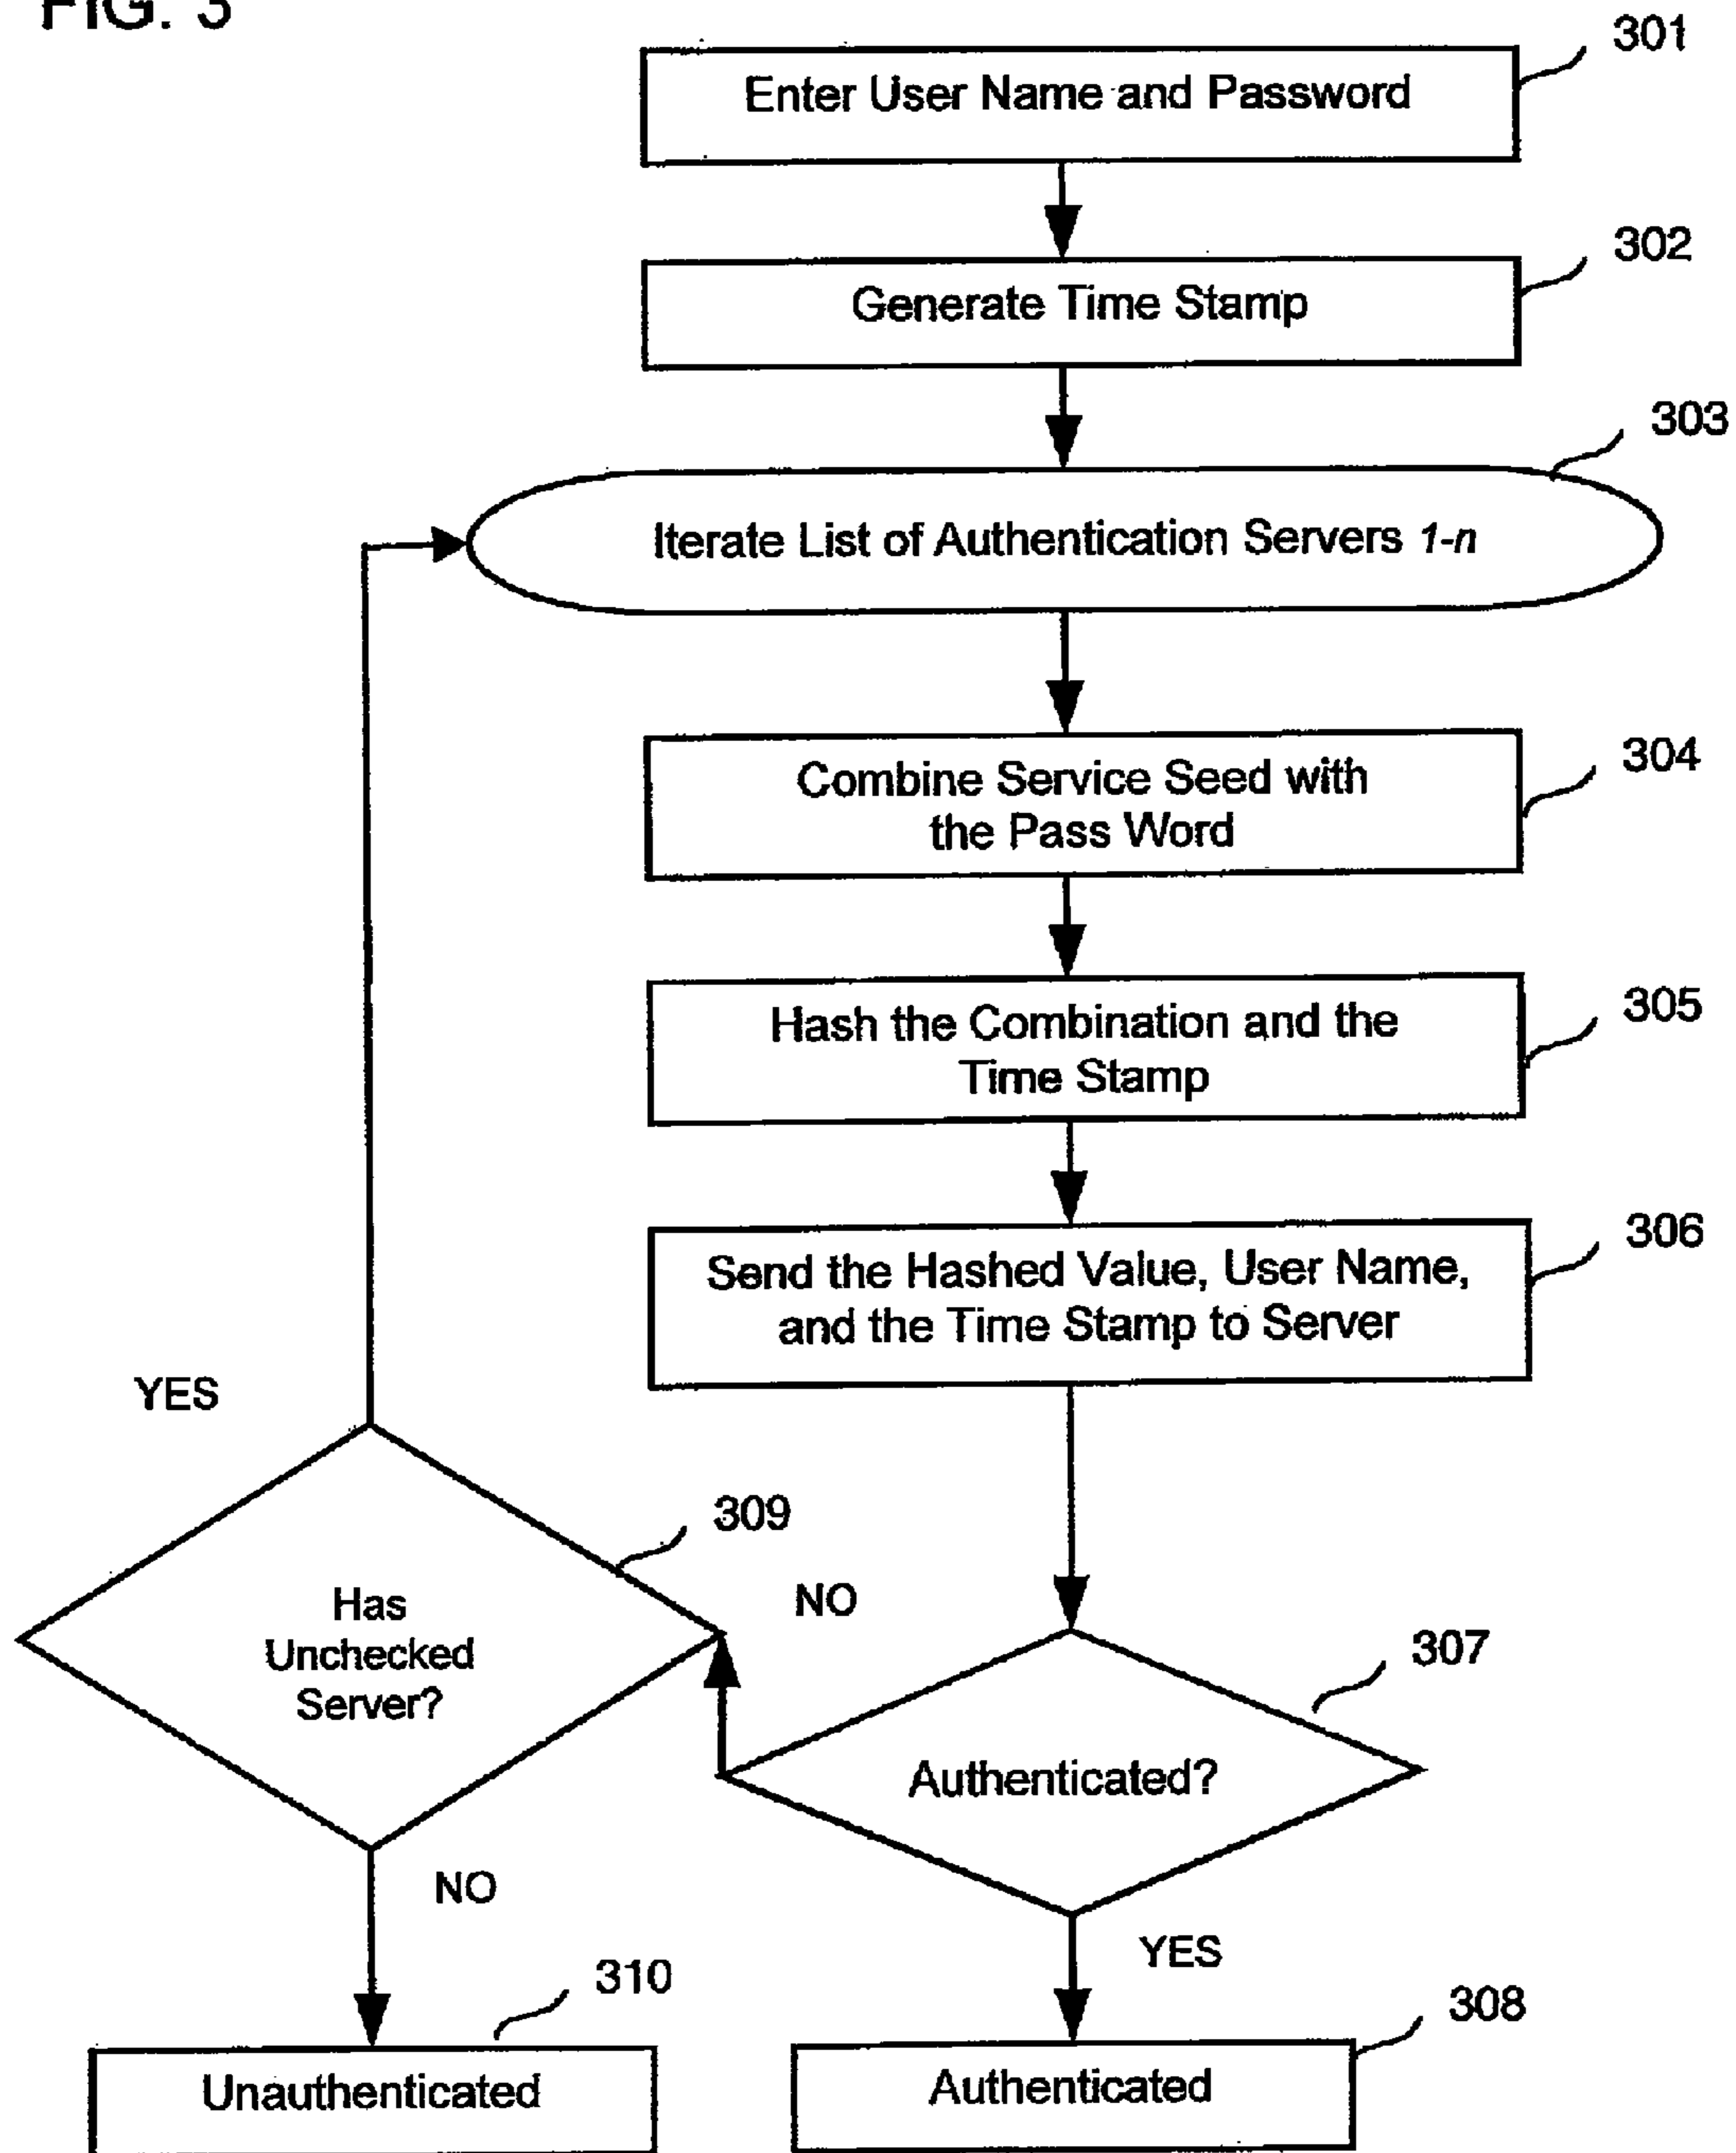 FIG. 3
301
Enter User Name and Password
302
Generate Time Stamp
303
Iterate List of Authentication Servers 1-n
304
Combine Service Seed with
the Pass Word
305
Hash the Combination and the
Time Stamp
306
Send the Hashed Value, User Name,
and the Time Stamp to Server
YES
309
Has
Unchecked
Server?
NO
307
Authenticated?
NO
YES
310
Unauthenticated
308
Authenticated